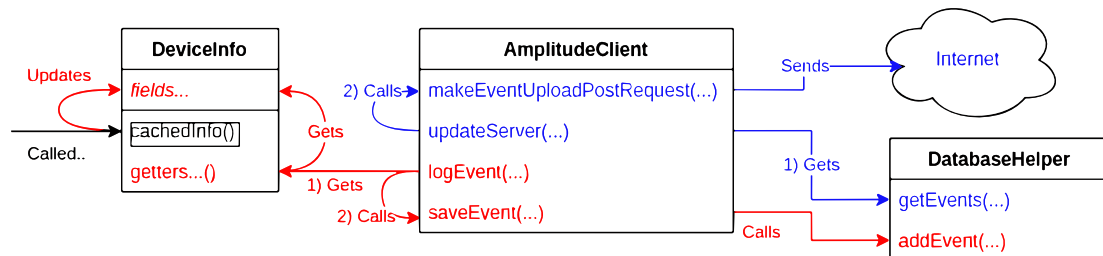 DeviceInfo
fields...
cachedInfo()
getters...()
Updates
Called..
Gets
1) Gets
2) Calls
2) Calls
AmplitudeClient
makeEventUploadPostRequest(...)
updateServer(...)
logEvent(...)
saveEvent(...)
Sends
Internet
1) Gets
Calls
DatabaseHelper
getEvents(...)
addEvent(...)